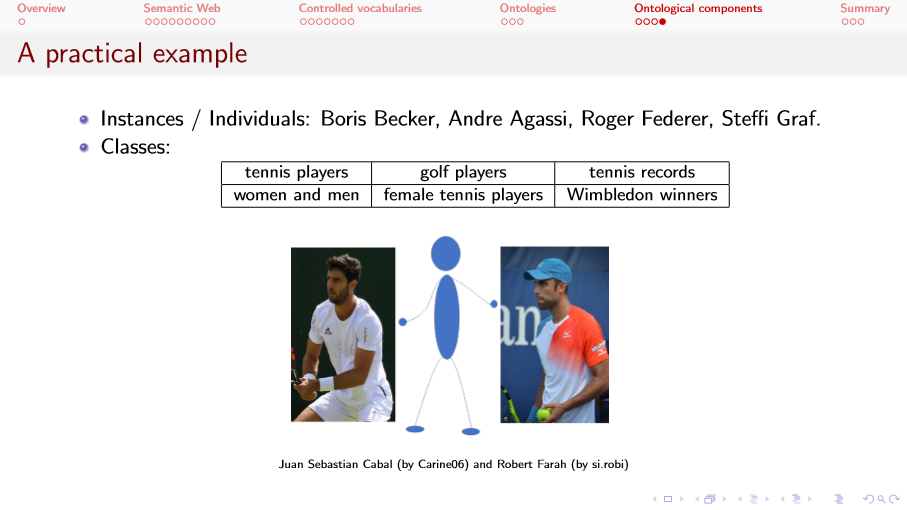 Overview Semantic Web Controlled vocabularies Ontologies Ontological components Summary
A practical example
Instances / Individuals: Boris Becker, Andre Agassi, Roger Federer, Steffi Graf.
Classes:
tennis players golf players tennis records
women and men female tennis players Wimbledon winners
an
Juan Sebastian Cabal (by Carine06) and Robert Farah (by si.robi)